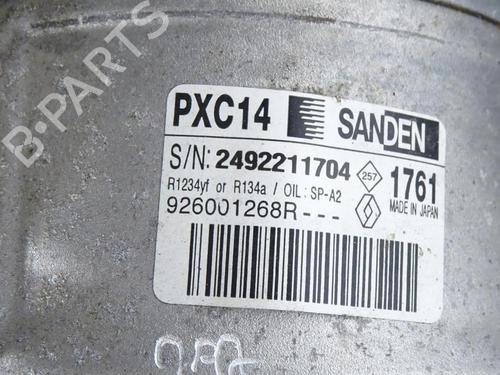 B-PARTS
PXC14 SANDEN
S/N: 2492211704 257 1761
R1234yf or R134a / OIL: SP-A2 MADE IN JAPAN
926001268R---